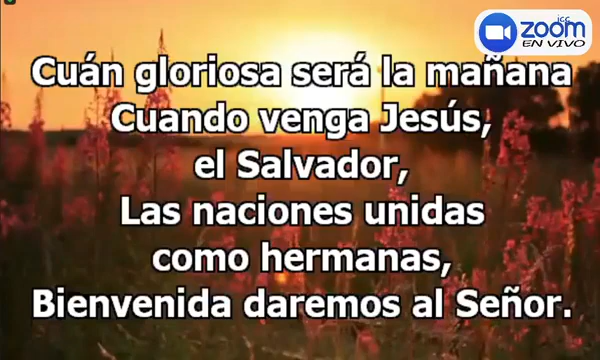 icc
zoom
EN VIVO
Cuán gloriosa será la mañana
Cuando venga Jesús,
el Salvador,
Las naciones unidas
como hermanas,
Bienvenida daremos al Señor.